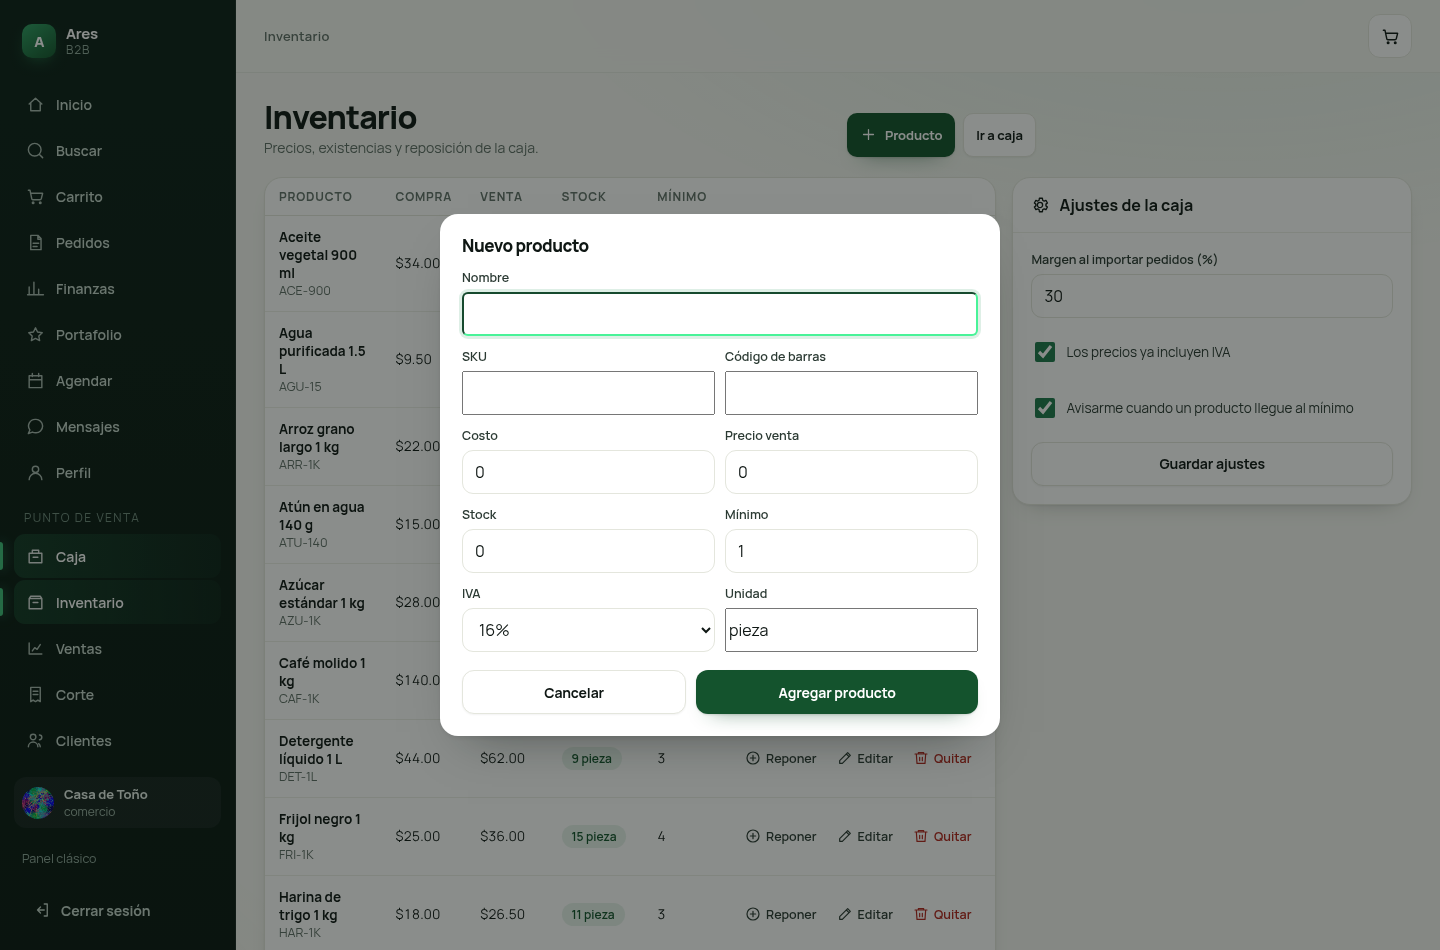 A
Ares
B2B
Inicio
Buscar
Carrito
Pedidos
Finanzas
Portafolio
Agendar
Mensajes
Perfil
PUNTO DE VENTA
Caja
Inventario
Ventas
Corte
Clientes
Casa de Toño
comercio
Panel clásico
Cerrar sesión
Inventario
Inventario
Precios, existencias y reposición de la caja.
Producto
Ir a caja
PRODUCTO COMPRA VENTA STOCK MÍNIMO
Aceite
vegetal 900
ml
ACE-900
$34.00
Agua
purificada 1.5
L
AGU-15
$9.50
Arroz grano
largo 1 kg
ARR-1K
$22.00
Atún en agua
140 g
ATU-140
$15.00
Azúcar
estándar 1 kg
AZU-1K
$28.00
Café molido 1
kg
CAF-1K
$140.0
Detergente
líquido 1 L
DET-1L
$44.00 $62.00 9 pieza 3 Reponer Editar Quitar
Frijol negro 1
kg
FRI-1K
$25.00 $36.00 15 pieza 4 Reponer Editar Quitar
Harina de
trigo 1 kg
HAR-1K
$18.00 $26.50 11 pieza 3 Reponer Editar Quitar
Nuevo producto
Nombre
SKU Código de barras
Costo Precio venta
0 0
Stock Mínimo
0 1
IVA Unidad
16% pieza
Cancelar Agregar producto
Ajustes de la caja
Margen al importar pedidos (%)
30
Los precios ya incluyen IVA
Avisarme cuando un producto llegue al mínimo
Guardar ajustes